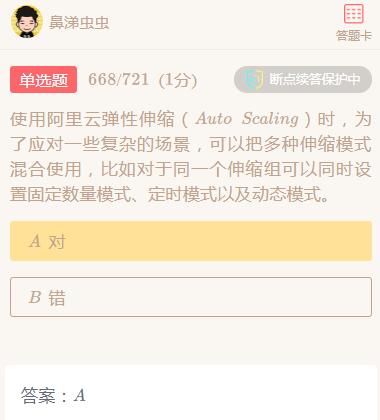 鼻涕虫虫
答题卡
单选题 668/721 (1分) 断点续答保护中
使用阿里云弹性伸缩（Auto Scaling）时，为
了应对一些复杂的场景，可以把多种伸缩模式
混合使用，比如对于同一个伸缩组可以同时设
置固定数量模式、定时模式以及动态模式。
A 对
B 错
答案：A